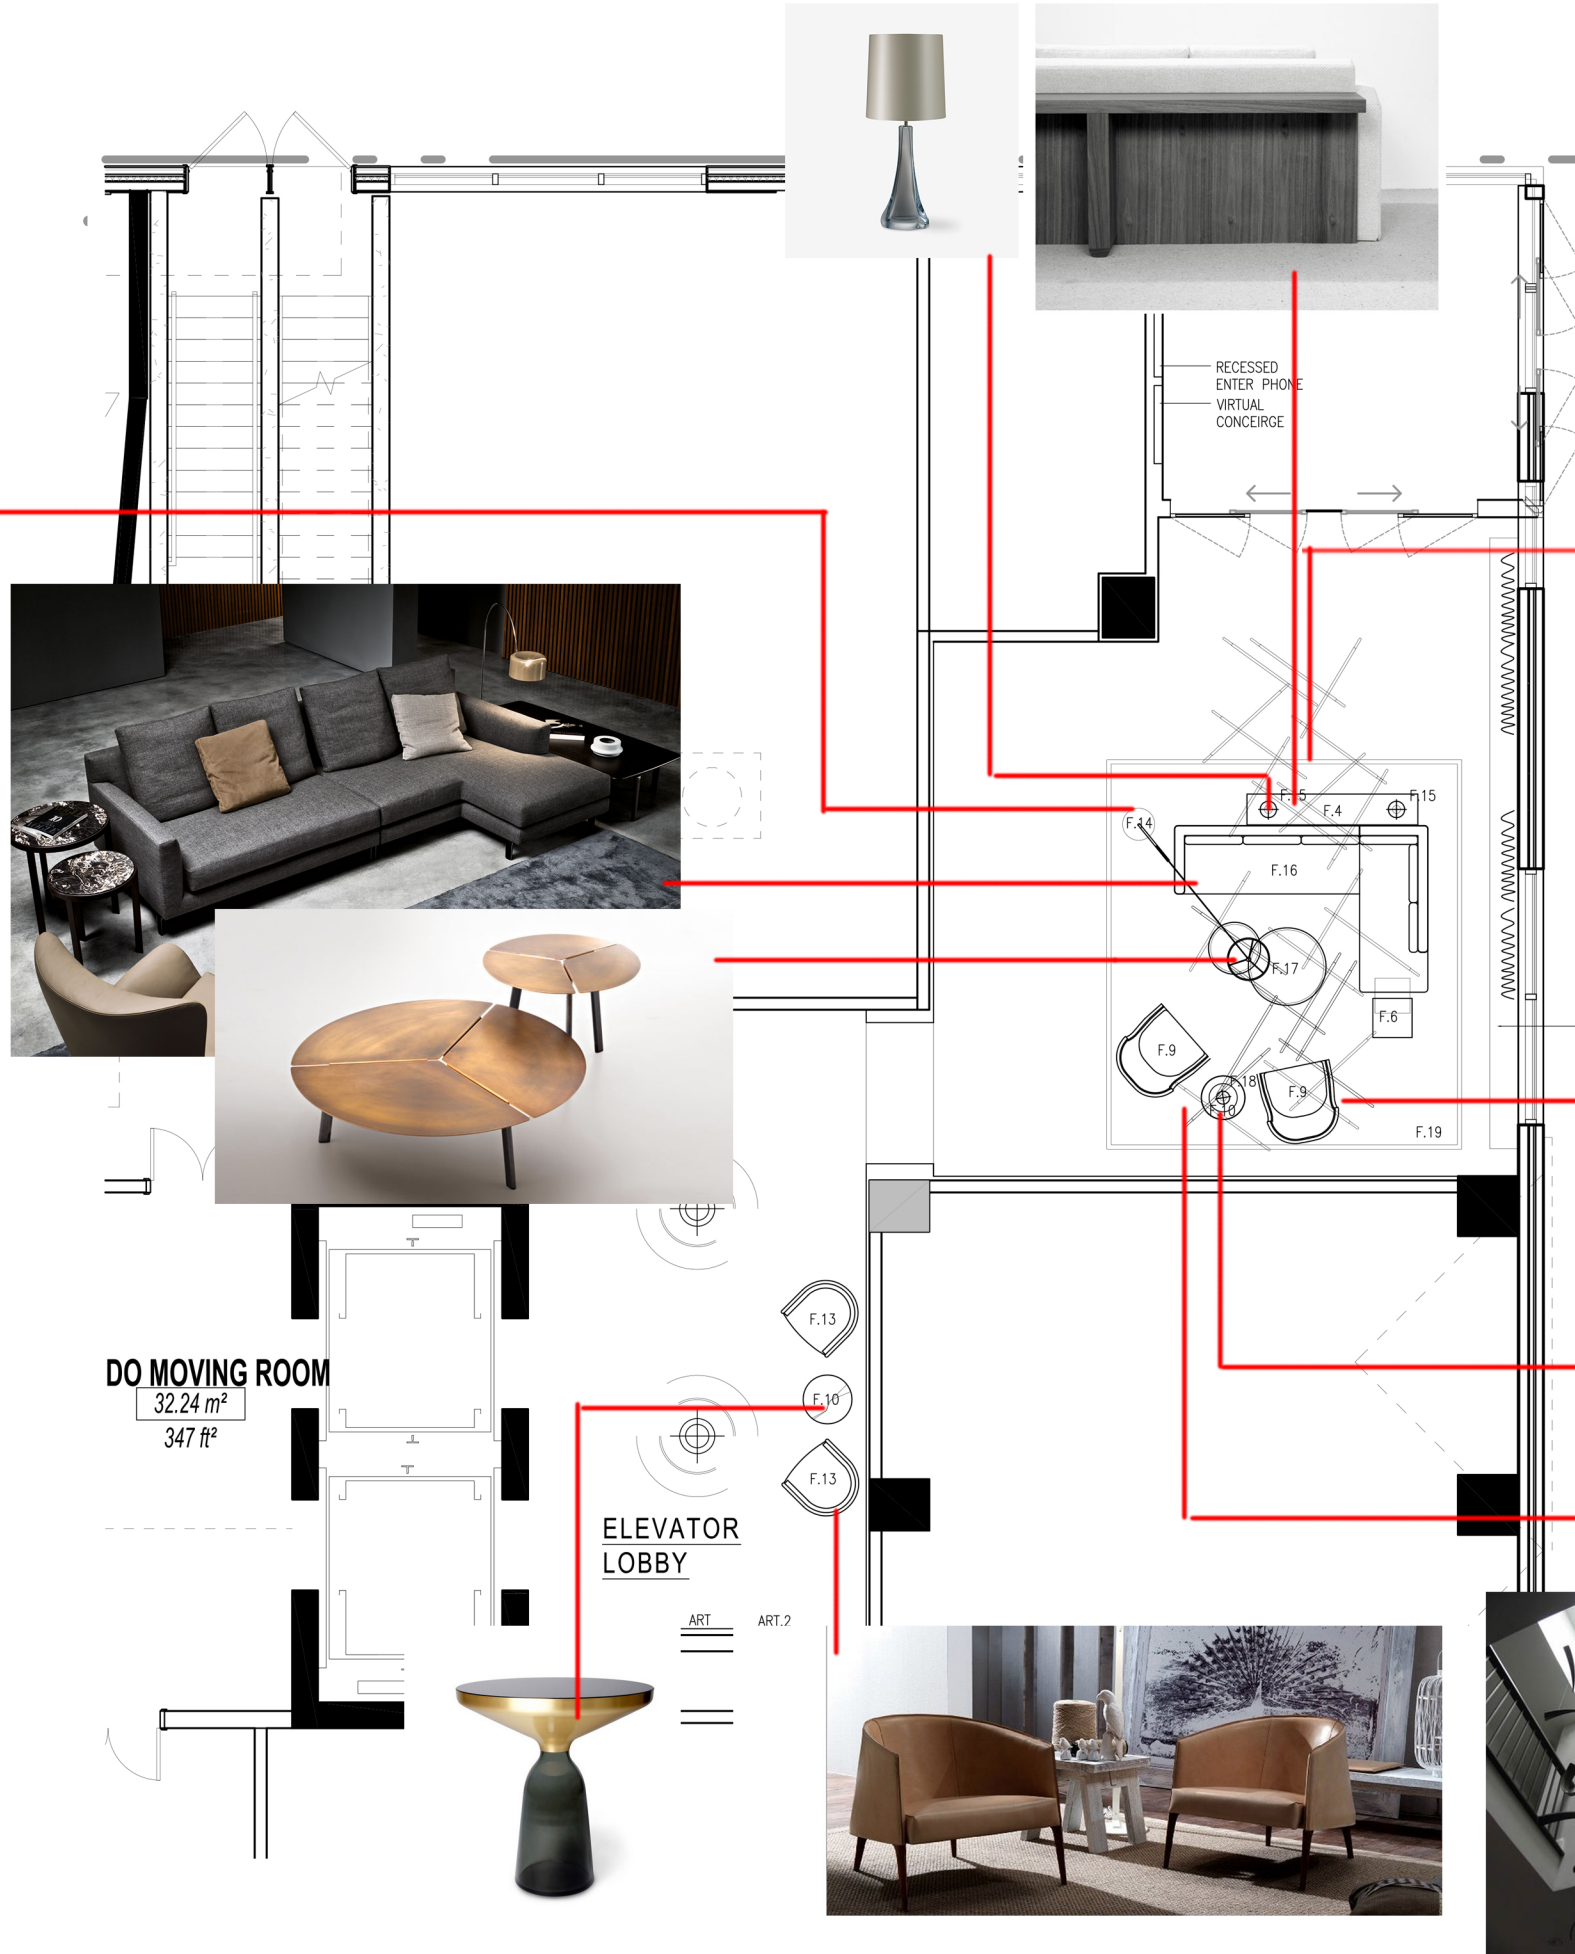 RECESSED
ENTER PHONE
VIRTUAL
CONCEIRGE
F.15
F.4
F.15
F.14
F.16
F.17
F.6
F.9
F.18
F.9
F.10
F.19
F.13
F.10
F.13
DO MOVING ROOM
32.24 m²
347 ft²
ELEVATOR
LOBBY
ART
ART.2